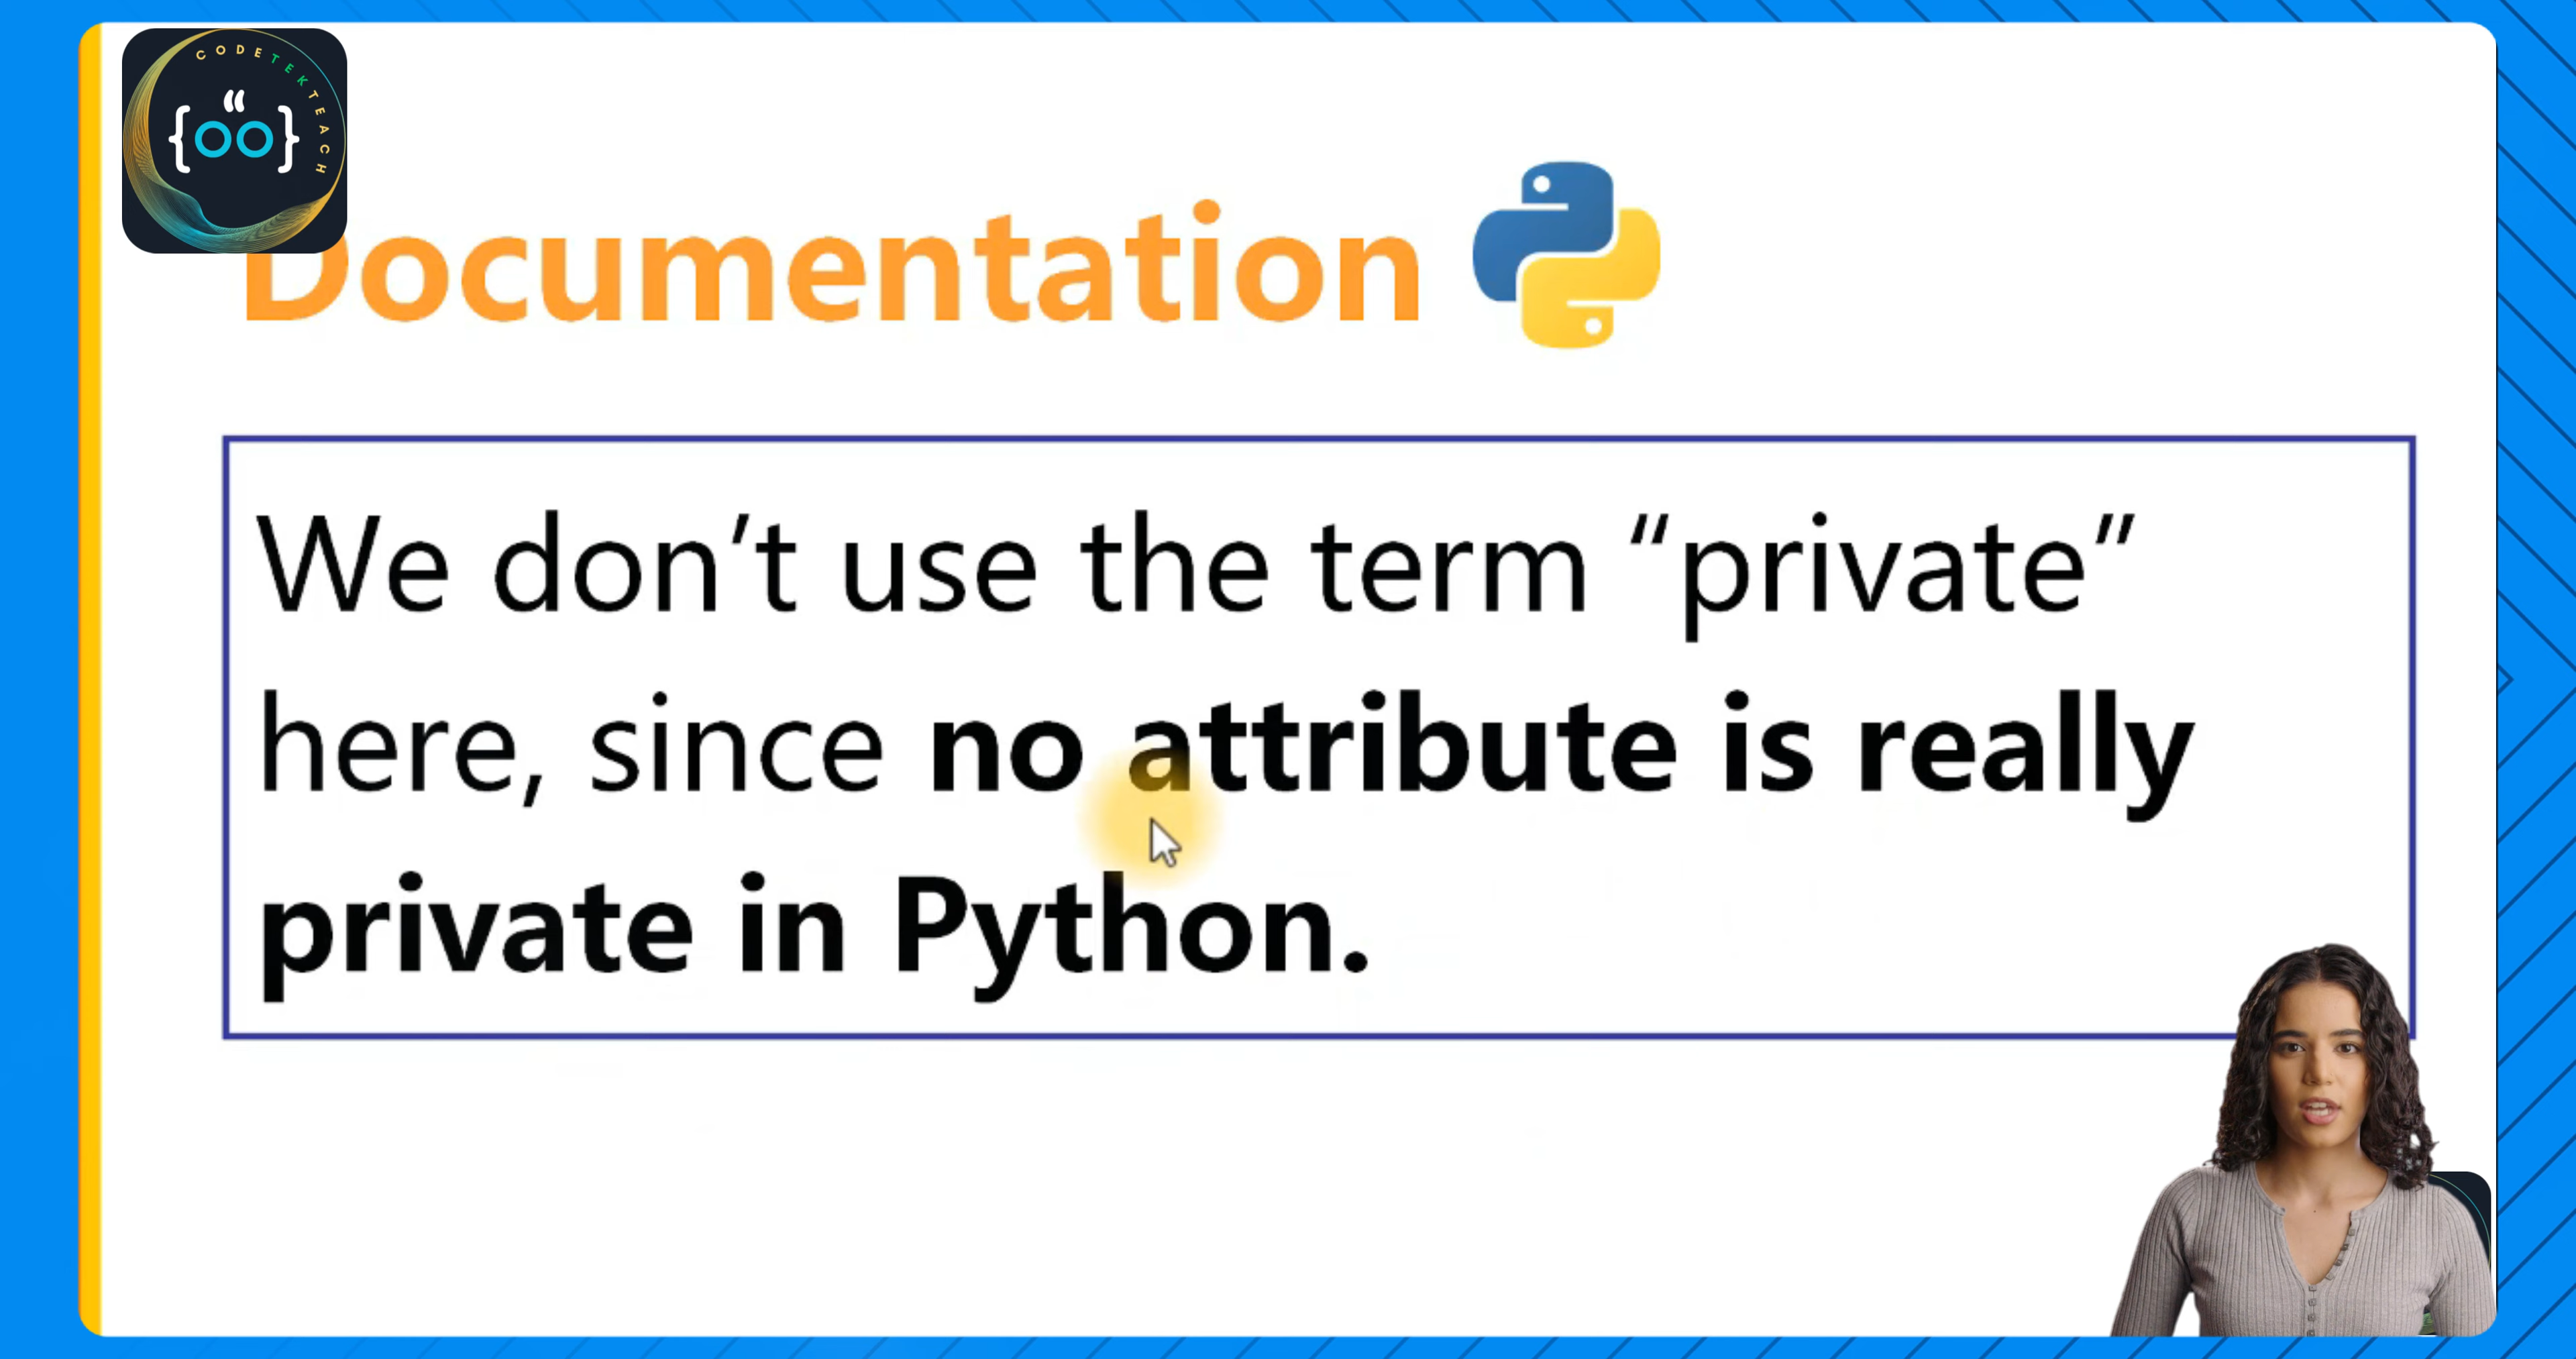 CODETEKTEACH
{oo}
Documentation
We don’t use the term “private”
here, since no attribute is really
private in Python.